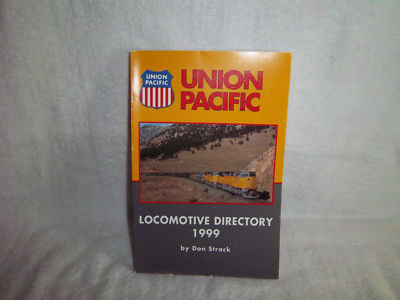 UNION
PACIFIC
UNION
PACIFIC
LOCOMOTIVE DIRECTORY
1999
by Don Strack